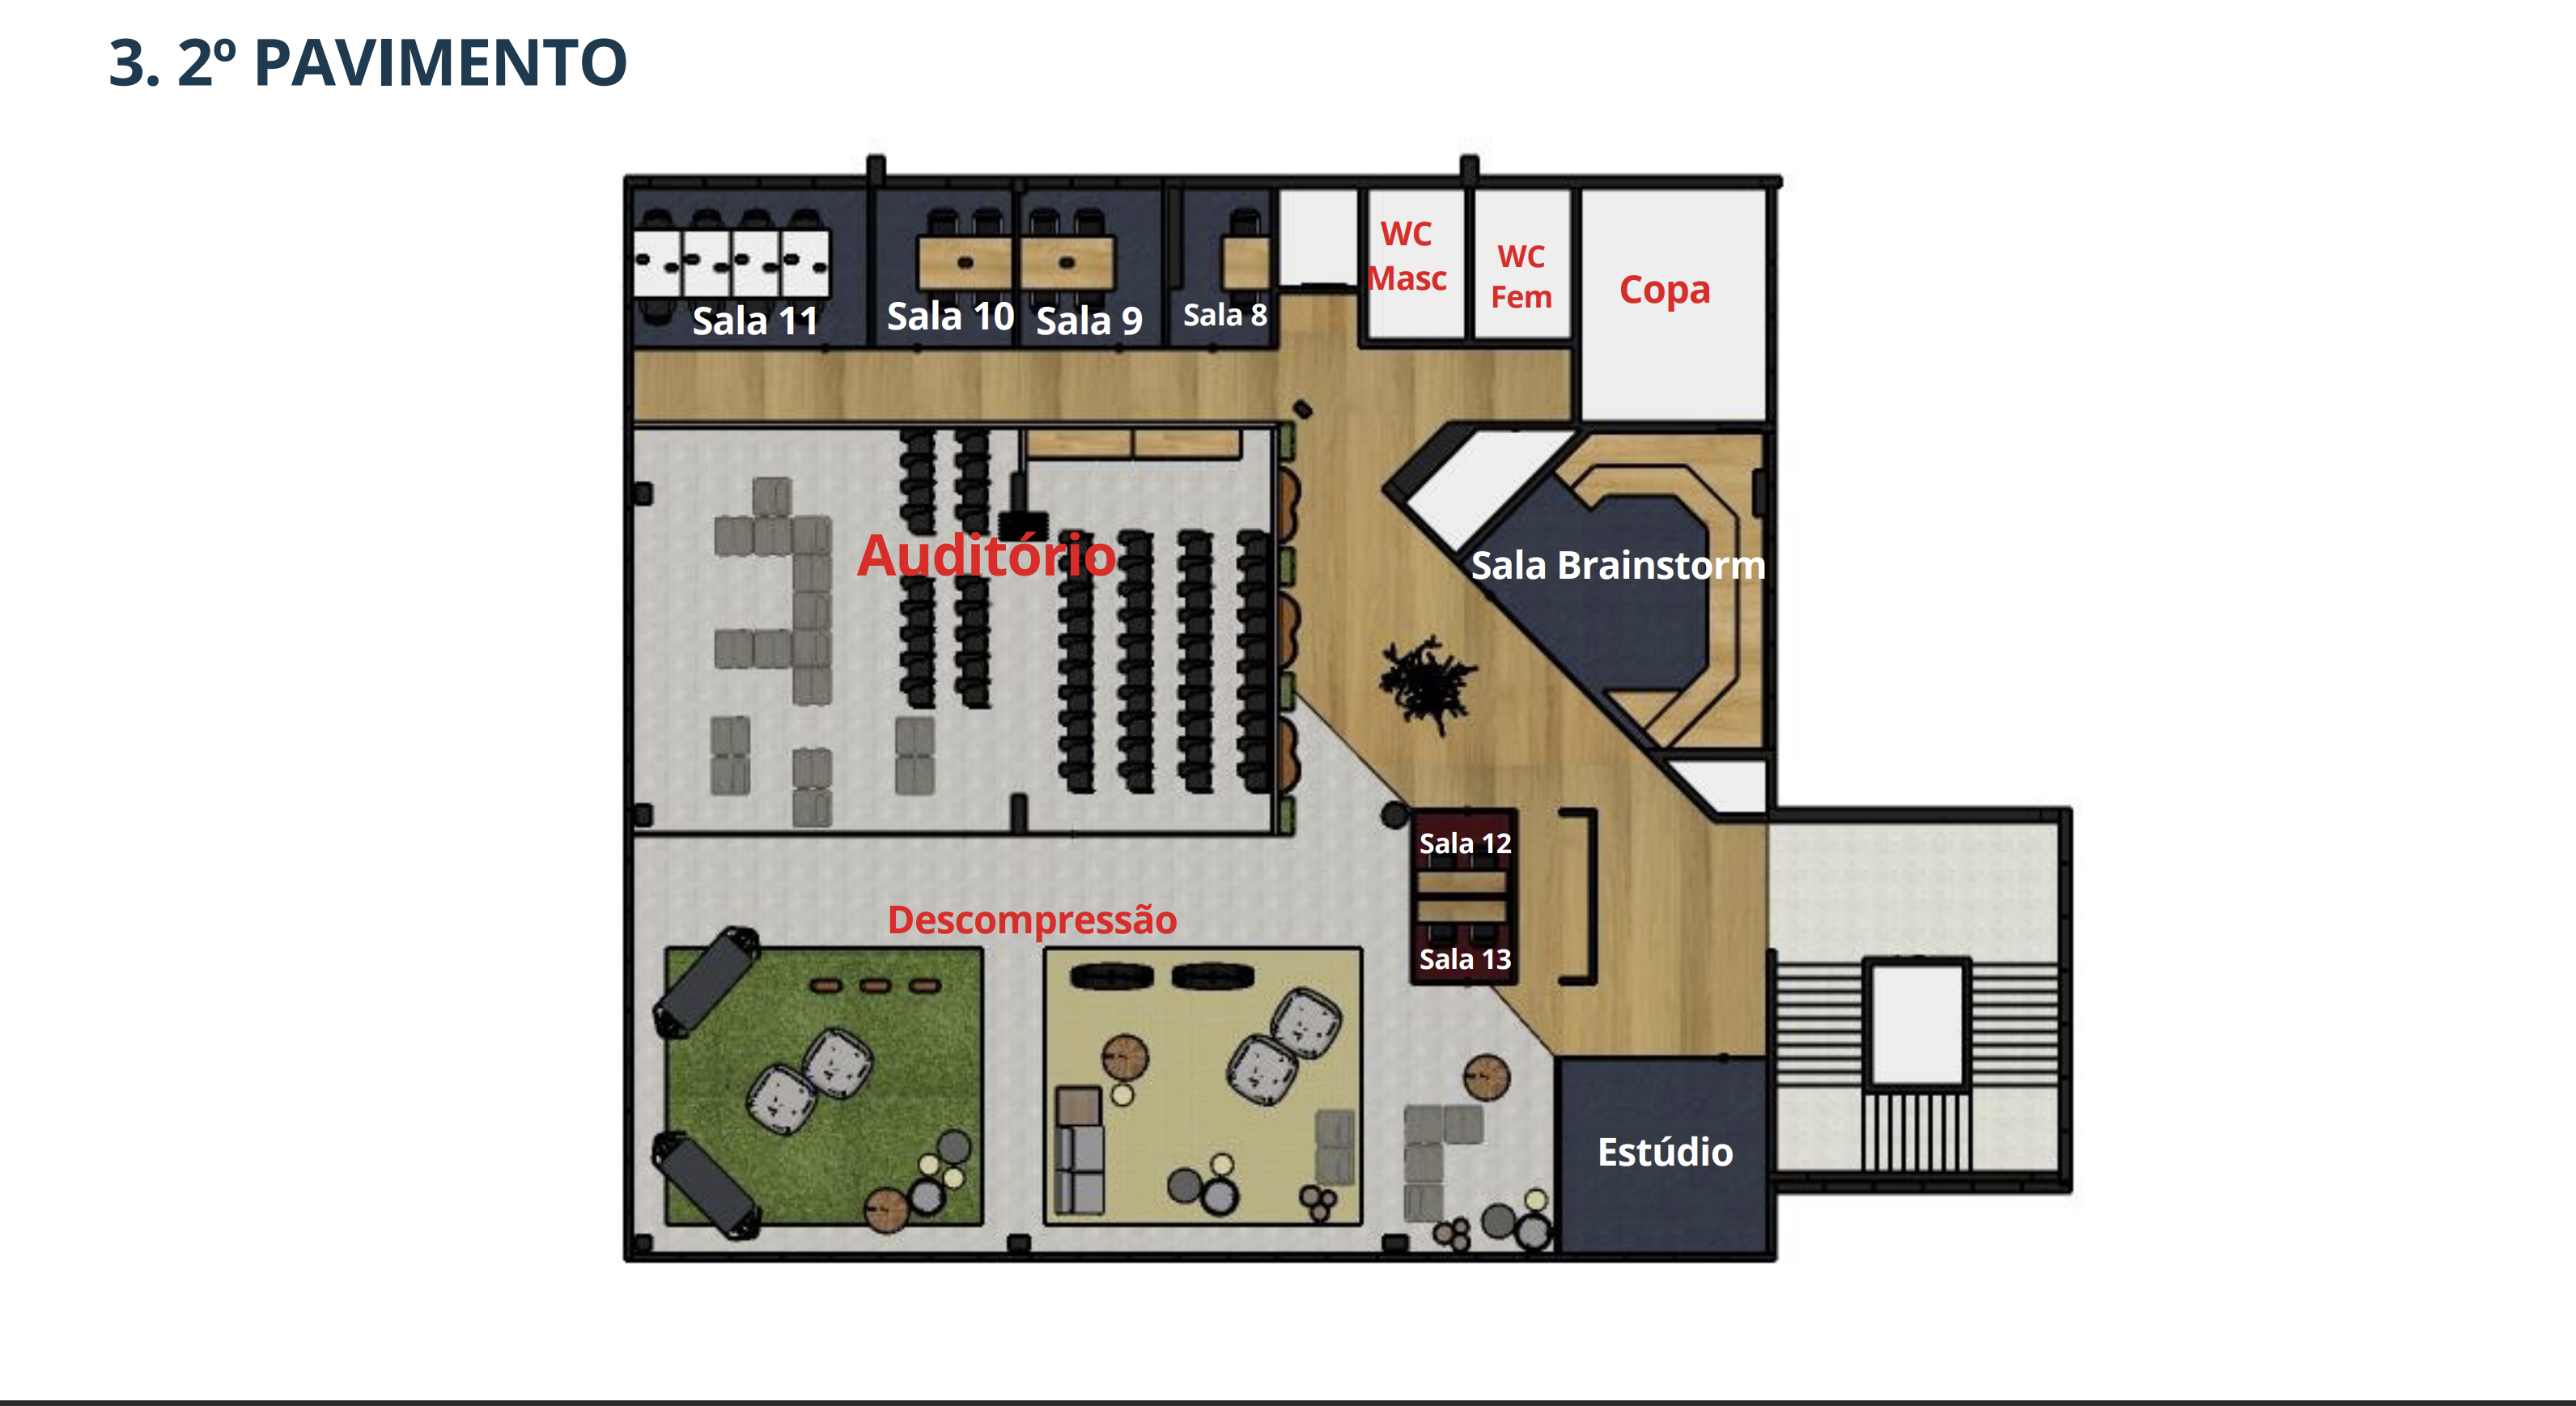 3. 2º PAVIMENTO
WC
Masc
WC
Fem
Copa
Sala 11
Sala 10
Sala 9
Sala 8
Auditório
Sala Brainstorm
Sala 12
Descompressão
Sala 13
Estúdio